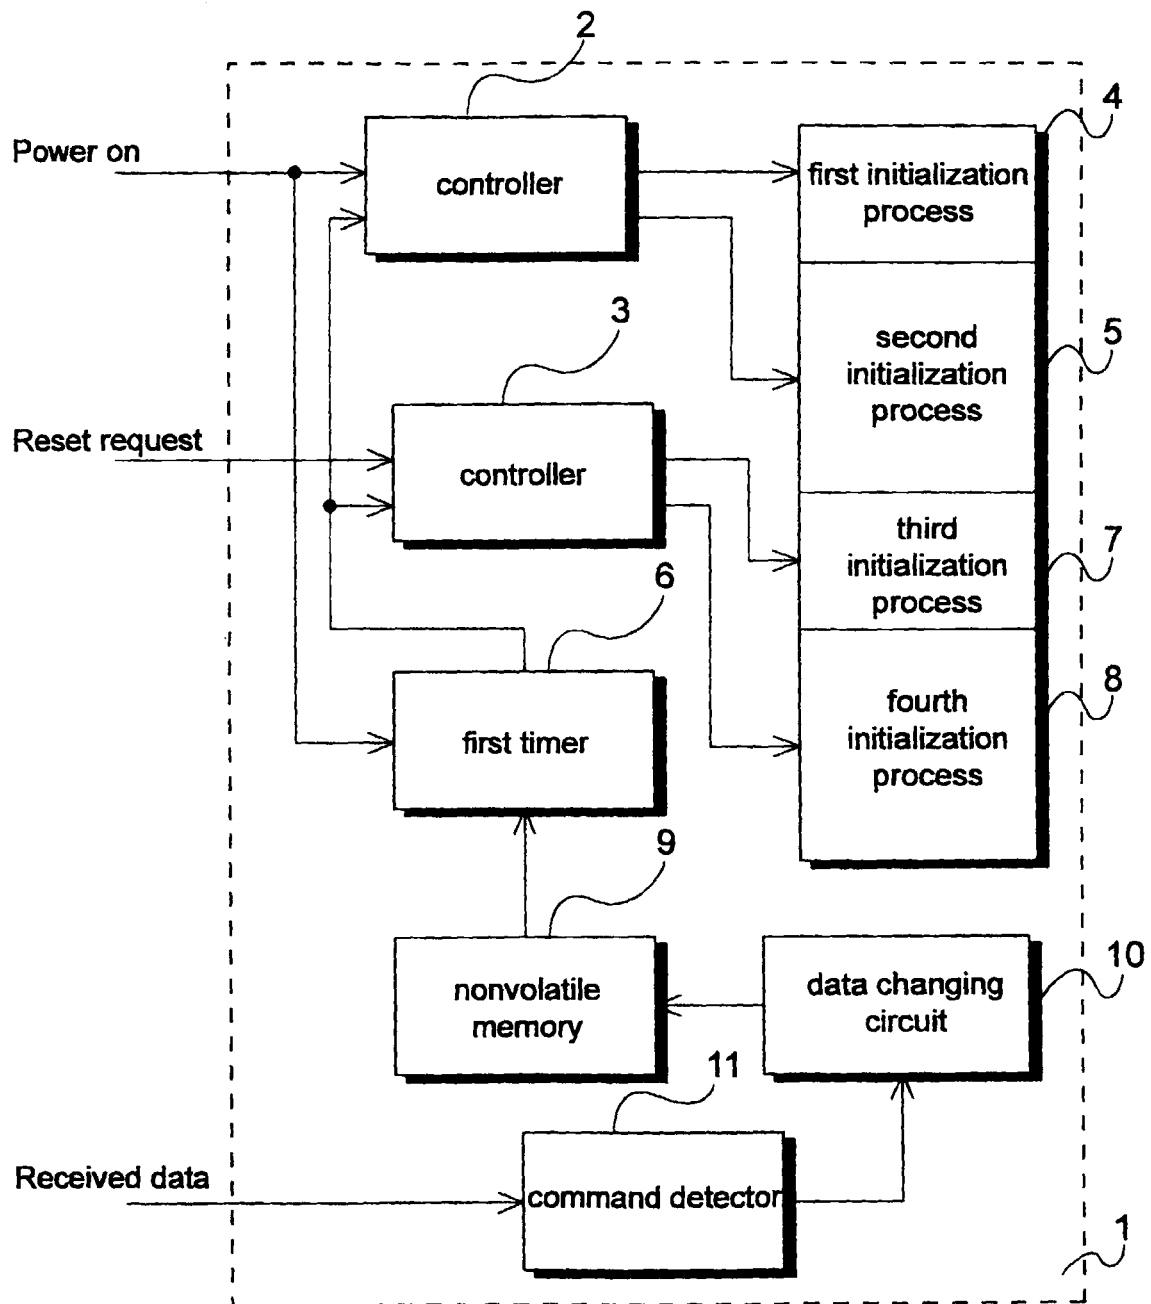 2
4
Power on
controller
first initialization
process
3
second
initialization
process
5
Reset request
controller
third
initialization
process
7
6
first timer
fourth
initialization
process
8
9
nonvolatile
memory
data changing
circuit
10
11
Received data
command detector
1